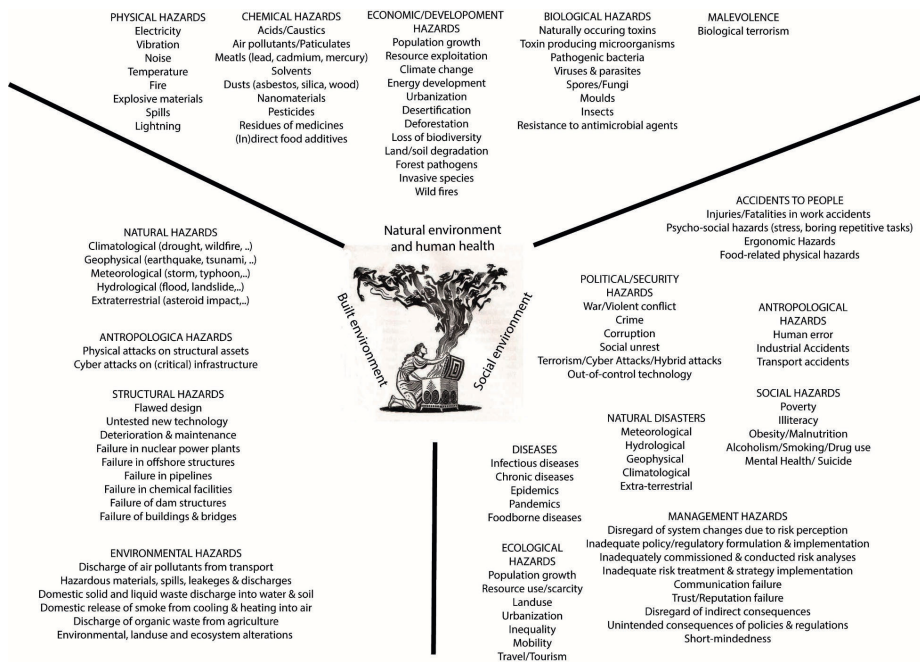 PHYSICAL HAZARDS
Electricity
Vibration
Noise
Temperature
Fire
Explosive materials
Spills
Lightning
CHEMICAL HAZARDS
Acids/Caustics
Air pollutants/Paticulates
Meatls (lead, cadmium, mercury)
Solvents
Dusts (asbestos, silica, wood)
Nanomaterials
Pesticides
Residues of medicines
(In)direct food additives
ECONOMIC/DEVELOPOMENT
HAZARDS
Population growth
Resource exploitation
Climate change
Energy development
Urbanization
Desertification
Deforestation
Loss of biodiversity
Land/soil degradation
Forest pathogens
Invasive species
Wild fires
BIOLOGICAL HAZARDS
Naturally occuring toxins
Toxin producing microorganisms
Pathogenic bacteria
Viruses & parasites
Spores/Fungi
Moulds
Insects
Resistance to antimicrobial agents
MALEVOLENCE
Biological terrorism
Natural environment
and human health
Built environment
Social environment
NATURAL HAZARDS
Climatological (drought, wildfire, ..)
Geophysical (earthquake, tsunami, ..)
Meteorological (storm, typhoon,..)
Hydrological (flood, landslide,..)
Extraterrestrial (asteroid impact,..)
ANTROPOLOGICA HAZARDS
Physical attacks on structural assets
Cyber attacks on (critical) infrastructure
STRUCTURAL HAZARDS
Flawed design
Untested new technology
Deterioration & maintenance
Failure in nuclear power plants
Failure in offshore structures
Failure in pipelines
Failure in chemical facilities
Failure of dam structures
Failure of buildings & bridges
ENVIRONMENTAL HAZARDS
Discharge of air pollutants from transport
Hazardous materials, spills, leakeges & discharges
Domestic solid and liquid waste discharge into water & soil
Domestic release of smoke from cooling & heating into air
Discharge of organic waste from agriculture
Environmental, landuse and ecosystem alterations
ACCIDENTS TO PEOPLE
Injuries/Fatalities in work accidents
Psycho-social hazards (stress, boring repetitive tasks)
Ergonomic Hazards
Food-related physical hazards
POLITICAL/SECURITY
HAZARDS
War/Violent conflict
Crime
Corruption
Social unrest
Terrorism/Cyber Attacks/Hybrid attacks
Out-of-control technology
ANTROPOLOGICAL
HAZARDS
Human error
Industrial Accidents
Transport accidents
SOCIAL HAZARDS
Poverty
Illiteracy
Obesity/Malnutrition
Alcoholism/Smoking/Drug use
Mental Health/ Suicide
NATURAL DISASTERS
Meteorological
Hydrological
Geophysical
Climatological
Extra-terrestrial
DISEASES
Infectious diseases
Chronic diseases
Epidemics
Pandemics
Foodborne diseases
ECOLOGICAL
HAZARDS
Population growth
Resource use/scarcity
Landuse
Urbanization
Inequality
Mobility
Travel/Tourism
MANAGEMENT HAZARDS
Disregard of system changes due to risk perception
Inadequate policy/regulatory formulation & implementation
Inadequately commissioned & conducted risk analyses
Inadequate risk treatment & strategy implementation
Communication failure
Trust/Reputation failure
Disregard of indirect consequences
Unintended consequences of policies & regulations
Short-mindedness